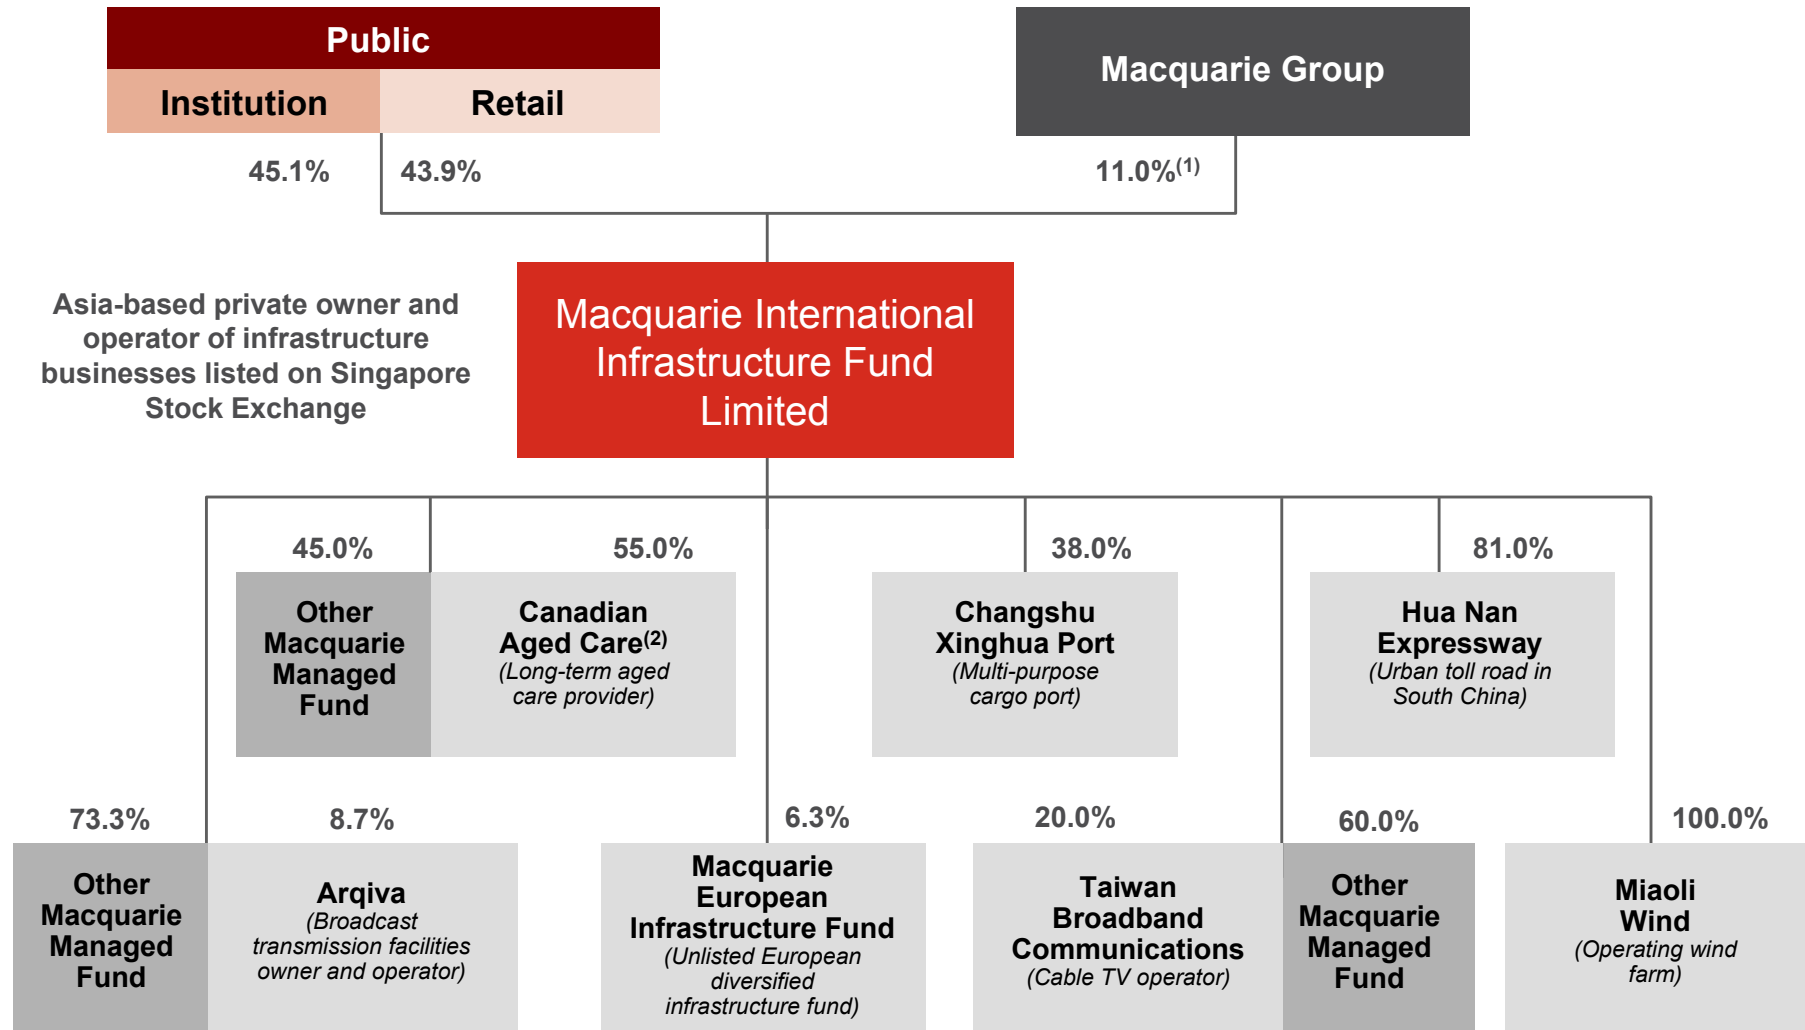 Public
Institution
Retail
Macquarie Group
45.1%
43.9%
11.0%(1)
Asia-based private owner and
operator of infrastructure
businesses listed on Singapore
Stock Exchange
Macquarie International
Infrastructure Fund
Limited
45.0%
55.0%
38.0%
81.0%
Other
Macquarie
Managed
Fund
Canadian
Aged Care(2)
(Long-term aged
care provider)
Changshu
Xinghua Port
(Multi-purpose
cargo port)
Hua Nan
Expressway
(Urban toll road in
South China)
73.3%
8.7%
6.3%
20.0%
60.0%
100.0%
Other
Macquarie
Managed
Fund
Arqiva
(Broadcast
transmission facilities
owner and operator)
Macquarie
European
Infrastructure Fund
(Unlisted European
diversified
infrastructure fund)
Taiwan
Broadband
Communications
(Cable TV operator)
Other
Macquarie
Managed
Fund
Miaoli
Wind
(Operating wind
farm)